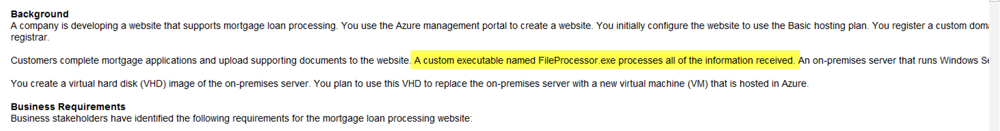 Background
A company is developing a website that supports mortgage loan processing. You use the Azure management portal to create a website. You initially configure the website to use the Basic hosting plan. You register a custom
registrar.
Customers complete mortgage applications and upload supporting documents to the website. A custom executable named FileProcessor.exe processes all of the information received. An on-premises server that runs Windows
You create a virtual hard disk (VHD) image of the on-premises server. You plan to use this VHD to replace the on-premises server with a new virtual machine (VM) that is hosted in Azure.
Business Requirements
Business stakeholders have identified the following requirements for the mortgage loan processing website: